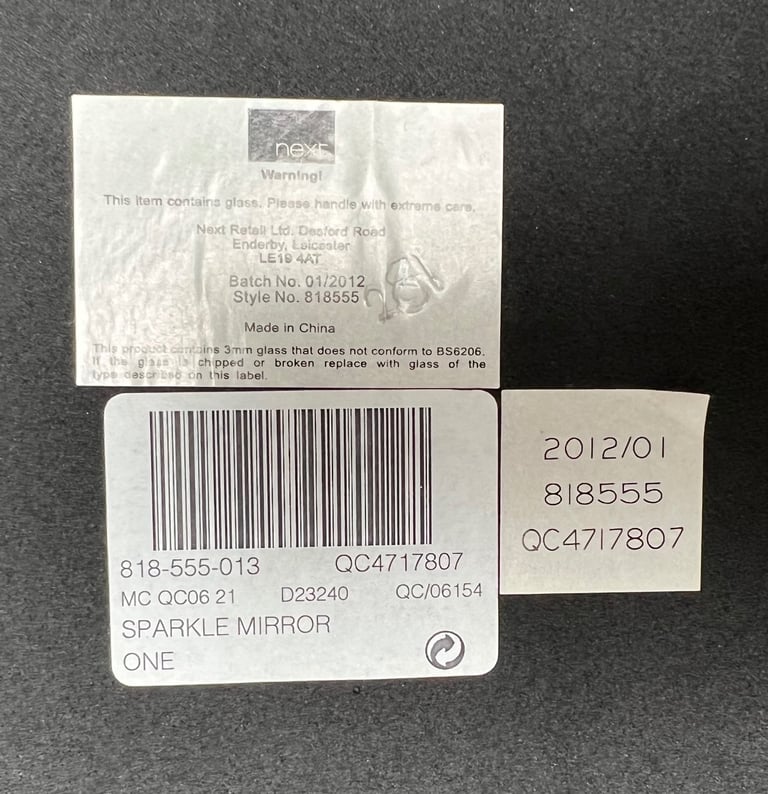 next
Warning!
This item contains glass. Please handle with extreme care.
Next Retail Ltd. Desford Road
Enderby, Leicester
LE19 4AT
Batch No. 01/2012
Style No. 818555
Made in China
This product contains 3mm glass that does not conform to BS6206.
If the glass is chipped or broken replace with glass of the
type described on this label.
818-555-013 QC4717807
MC QC06 21 D23240 QC/06154
SPARKLE MIRROR
ONE
2012/01
818555
QC4717807